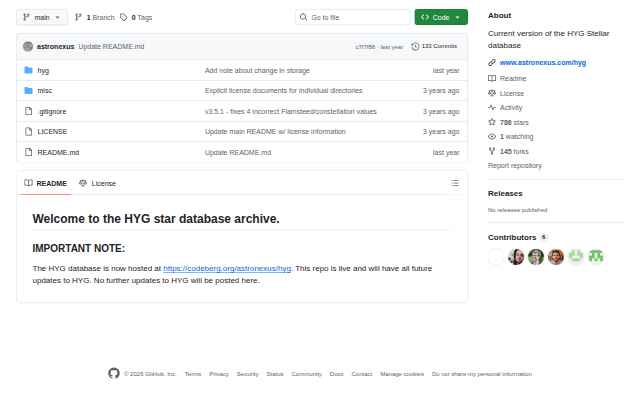 main
1 Branch
0 Tags
Go to file
Code
astronexus Update README.md
· last year
133 Commits
hyg Add note about change in storage last year
misc Explicit license documents for individual directories 3 years ago
.gitignore v3.5.1 - fixes 4 incorrect Flamsteed/constellation values 3 years ago
LICENSE Update main README w/ license information 3 years ago
README.md Update README.md last year
README
License
Welcome to the HYG star database archive.
IMPORTANT NOTE:
The HYG database is now hosted at https://codeberg.org/astronexus/hyg. This repo is live and will have all future
updates to HYG. No further updates to HYG will be posted here.
About
Current version of the HYG Stellar
database
www.astronexus.com/hyg
Readme
License
Activity
786 stars
1 watching
145 forks
Report repository
Releases
No releases published
Contributors 6
© 2026 GitHub, Inc. Terms Privacy Security Status Community Docs Contact Manage cookies Do not share my personal information